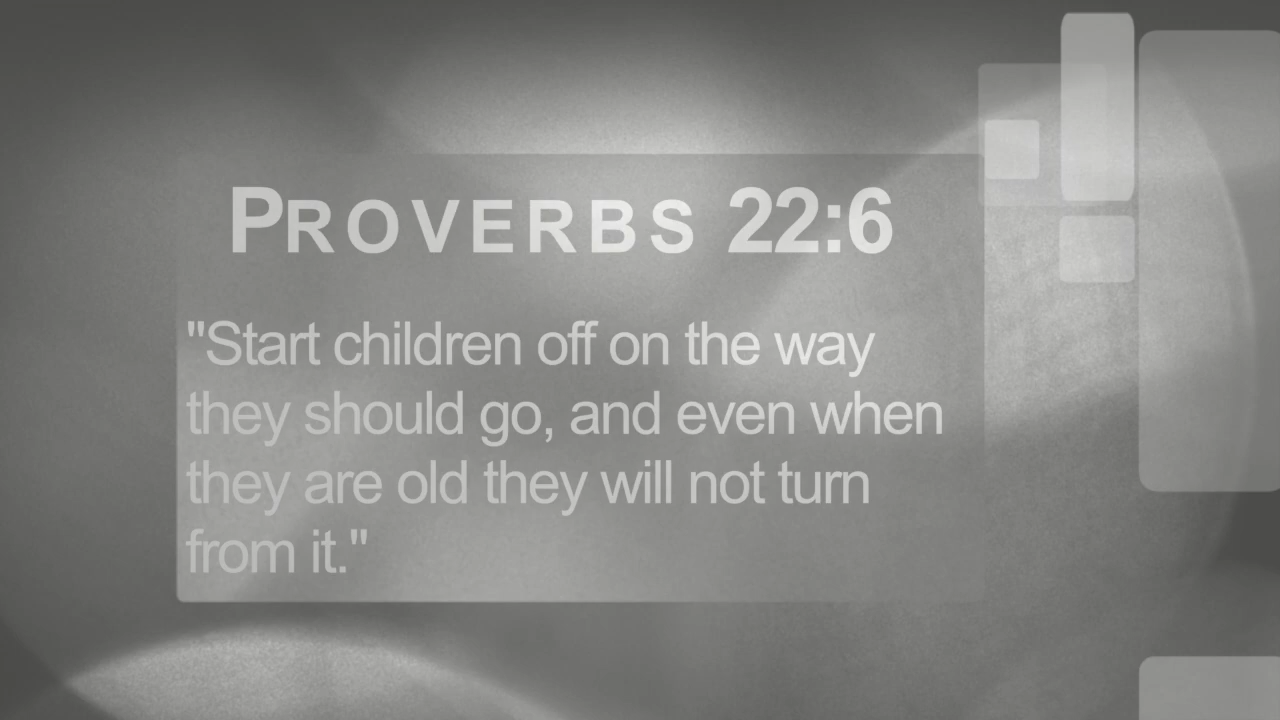 PROVERBS 22:6
"Start children off on the way
they should go, and even when
they are old they will not turn
from it."